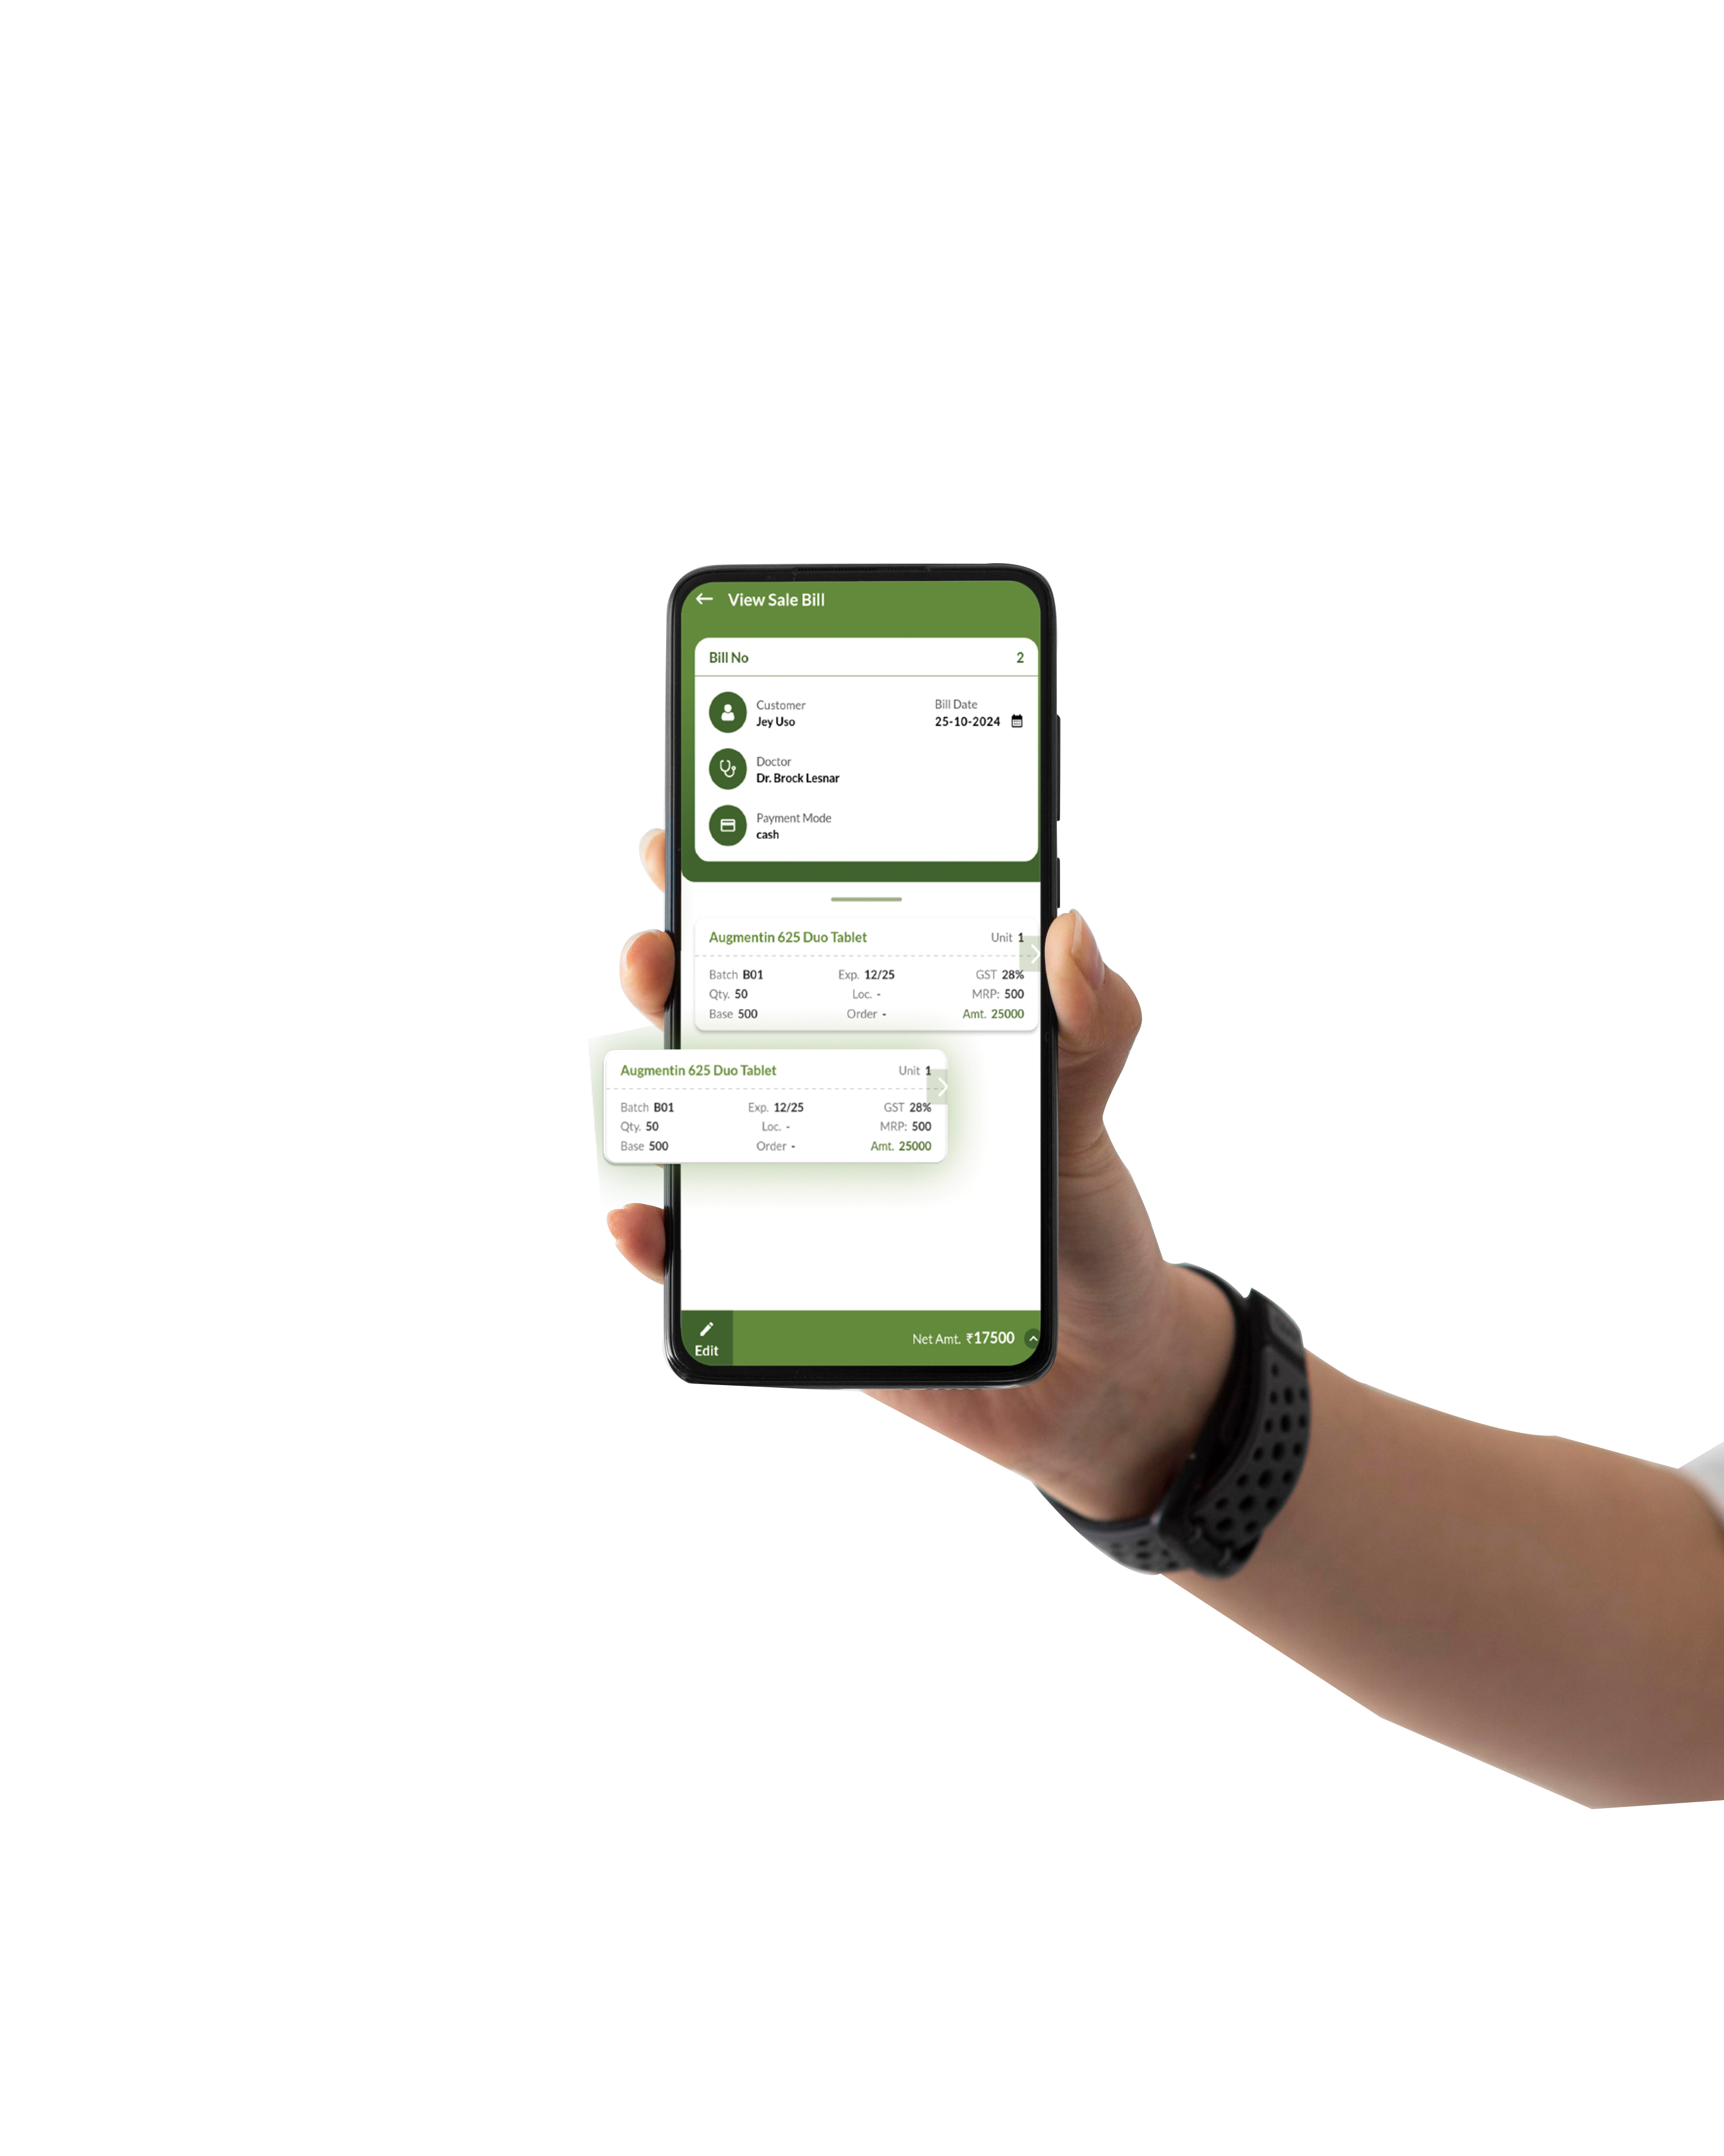 View Sale Bill
Bill No 2
Customer
Jey Uso
Bill Date
25-10-2024
Doctor
Dr. Brock Lesnar
Payment Mode
cash
Augmentin 625 Duo Tablet Unit 1
Batch B01 Exp. 12/25 GST 28%
Qty. 50 Loc. - MRP: 500
Base 500 Order - Amt. 25000
Augmentin 625 Duo Tablet Unit 1
Batch B01 Exp. 12/25 GST 28%
Qty. 50 Loc. - MRP: 500
Base 500 Order - Amt. 25000
Edit
Net Amt. ₹17500